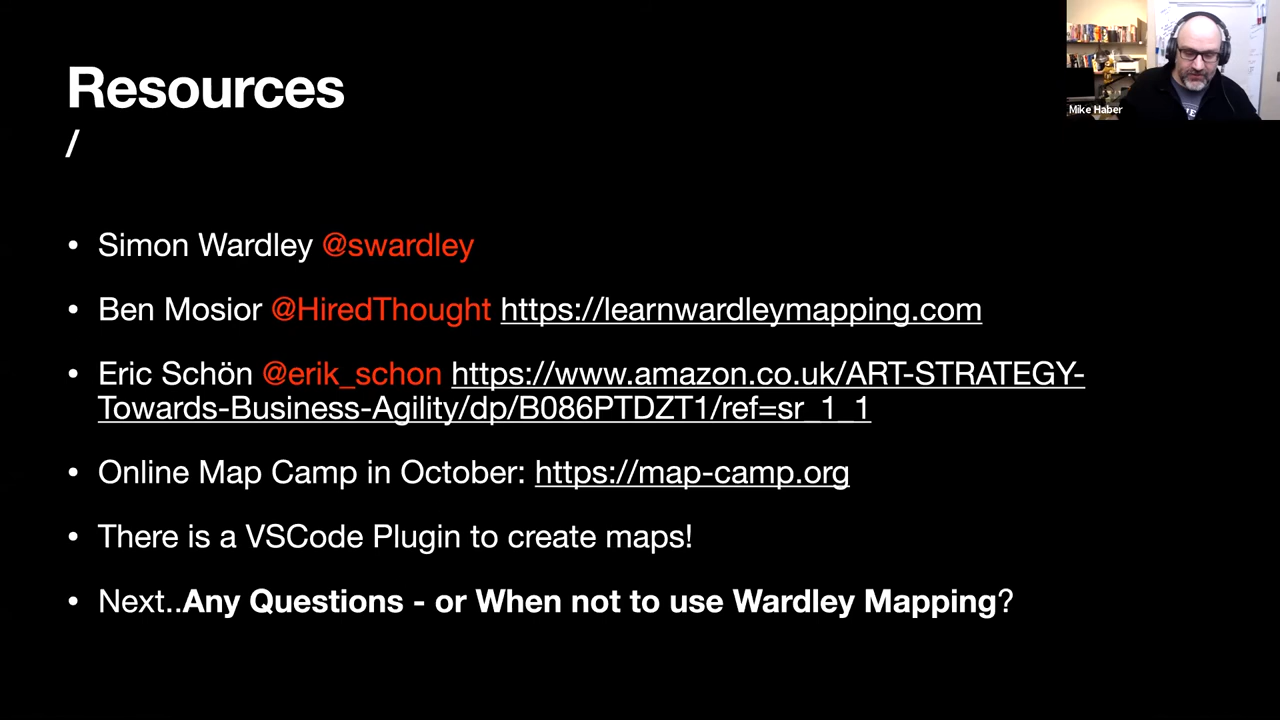 Resources
/
Mike Haber
• Simon Wardley @swardley
• Ben Mosior @HiredThought https://learnwardleymapping.com
• Eric Schön @erik_schon https://www.amazon.co.uk/ART-STRATEGY-
Towards-Business-Agility/dp/B086PTDZT1/ref=sr_1_1
• Online Map Camp in October: https://map-camp.org
• There is a VSCode Plugin to create maps!
• Next..Any Questions - or When not to use Wardley Mapping?